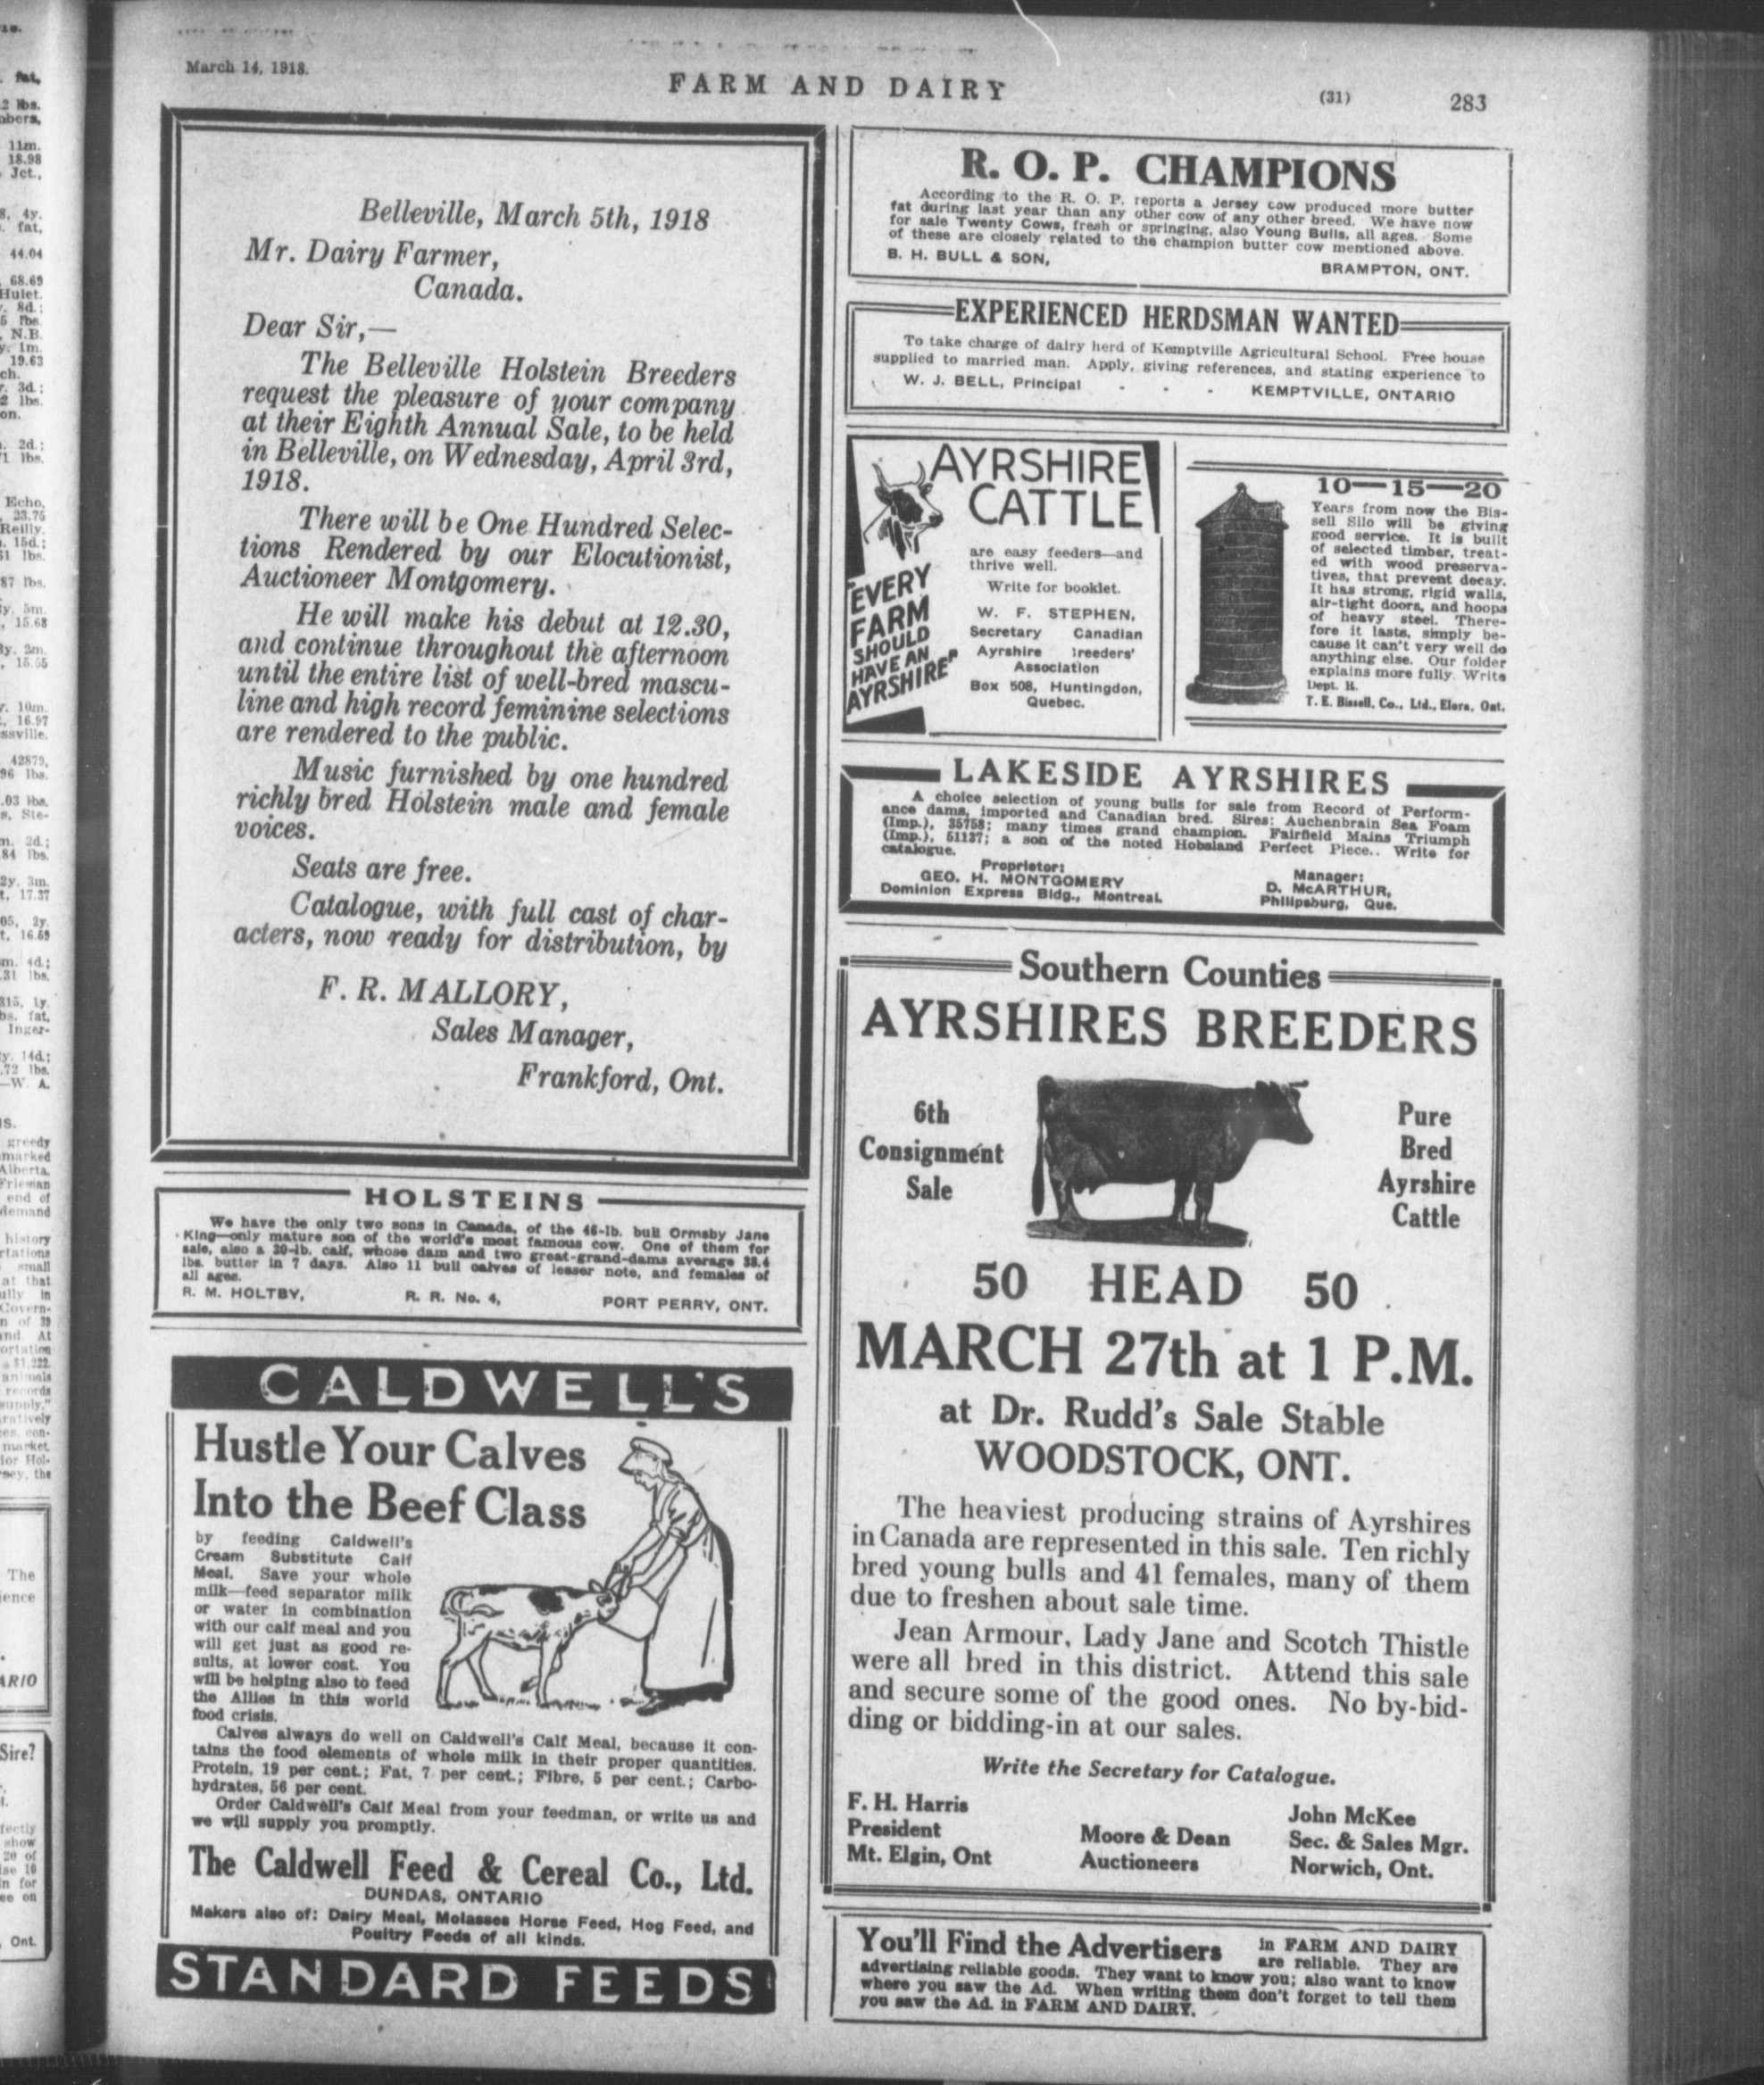 March 14, 1918.
FARM AND DAIRY
(31)
283
Belleville, March 5th, 1918
Mr. Dairy Farmer,
Canada.
Dear Sir,—
The Belleville Holstein Breeders
request the pleasure of your company
at their Eighth Annual Sale, to be held
in Belleville, on Wednesday, April 3rd,
1918.
There will be One Hundred Selec-
tions Rendered by our Elocutionist,
Auctioneer Montgomery.
He will make his debut at 12.30,
and continue throughout the afternoon
until the entire list of well-bred mascu-
line and high record feminine selections
are rendered to the public.
Music furnished by one hundred
richly bred Holstein male and female
voices.
Seats are free.
Catalogue, with full cast of char-
acters, now ready for distribution, by
F. R. MALLORY,
Sales Manager,
Frankford, Ont.
HOLSTEINS
We have the only two sons in Canada, of the 46-lb. bull Ormsby Jane
King—only mature son of the world's most famous cow. One of them for
sale, also a 30-lb. calf, whose dam and two great-grand-dams average 38.4
lbs. butter in 7 days. Also 11 bull calves of lesser note, and females of
all ages.
R. M. HOLTBY, R. R. No. 4, PORT PERRY, ONT.
CALDWELL'S
Hustle Your Calves
Into the Beef Class
by feeding Caldwell's
Cream Substitute Calf
Meal. Save your whole
milk—feed separator milk
or water in combination
with our calf meal and you
will get just as good re-
sults, at lower cost. You
will be helping also to feed
the Allies in this world
food crisis.
Calves always do well on Caldwell's Calf Meal, because it con-
tains the food elements of whole milk in their proper quantities.
Protein, 19 per cent.; Fat, 7 per cent.; Fibre, 5 per cent.; Carbo-
hydrates, 56 per cent.
Order Caldwell's Calf Meal from your feedman, or write us and
we will supply you promptly.
The Caldwell Feed & Cereal Co., Ltd.
DUNDAS, ONTARIO
Makers also of: Dairy Meal, Molasses Horse Feed, Hog Feed, and
Poultry Feeds of all kinds.
STANDARD FEEDS
R. O. P. CHAMPIONS
According to the R. O. P. reports a Jersey cow produced more butter
fat during last year than any other cow of any other breed. We have now
for sale Twenty Cows, fresh or springing, also Young Bulls, all ages. Some
of these are closely related to the champion butter cow mentioned above.
B. H. BULL & SON, BRAMPTON, ONT.
EXPERIENCED HERDSMAN WANTED
To take charge of dairy herd of Kemptville Agricultural School. Free house
supplied to married man. Apply, giving references, and stating experience to
W. J. BELL, Principal - - - KEMPTVILLE, ONTARIO
AYRSHIRE
CATTLE
are easy feeders—and
thrive well.
Write for booklet.
W. F. STEPHEN,
Secretary Canadian
Ayrshire Breeders'
Association
Box 508, Huntingdon,
Quebec.
"EVERY
FARM
SHOULD
HAVE AN
AYRSHIRE"
10—15—20
Years from now the Bis-
sell Silo will be giving
good service. It is built
of selected timber, treat-
ed with wood preserva-
tives, that prevent decay.
It has strong, rigid walls,
air-tight doors, and hoops
of heavy steel. There-
fore it lasts, simply be-
cause it can't very well do
anything else. Our folder
explains more fully. Write
Dept. R.
T. E. Bissell, Co., Ltd., Elora, Ont.
LAKESIDE AYRSHIRES
A choice selection of young bulls for sale from Record of Perform-
ance dams, imported and Canadian bred. Sires: Auchenbrain Sea Foam
(Imp.), 35758; many times grand champion. Fairfield Mains Triumph
(Imp.), 51137; a son of the noted Hobsland Perfect Piece.. Write for
catalogue.
Proprietor: Manager:
GEO. H. MONTGOMERY D. McARTHUR,
Dominion Express Bldg., Montreal. Philipsburg, Que.
Southern Counties
AYRSHIRES BREEDERS
6th
Consignment
Sale
Pure
Bred
Ayrshire
Cattle
50 HEAD 50
MARCH 27th at 1 P.M.
at Dr. Rudd's Sale Stable
WOODSTOCK, ONT.
The heaviest producing strains of Ayrshires
in Canada are represented in this sale. Ten richly
bred young bulls and 41 females, many of them
due to freshen about sale time.
Jean Armour, Lady Jane and Scotch Thistle
were all bred in this district. Attend this sale
and secure some of the good ones. No by-bid-
ding or bidding-in at our sales.
Write the Secretary for Catalogue.
F. H. Harris
President
Mt. Elgin, Ont
Moore & Dean
Auctioneers
John McKee
Sec. & Sales Mgr.
Norwich, Ont.
You'll Find the Advertisers in FARM AND DAIRY
are reliable. They are
advertising reliable goods. They want to know you; also want to know
where you saw the Ad. When writing them don't forget to tell them
you saw the Ad. in FARM AND DAIRY.